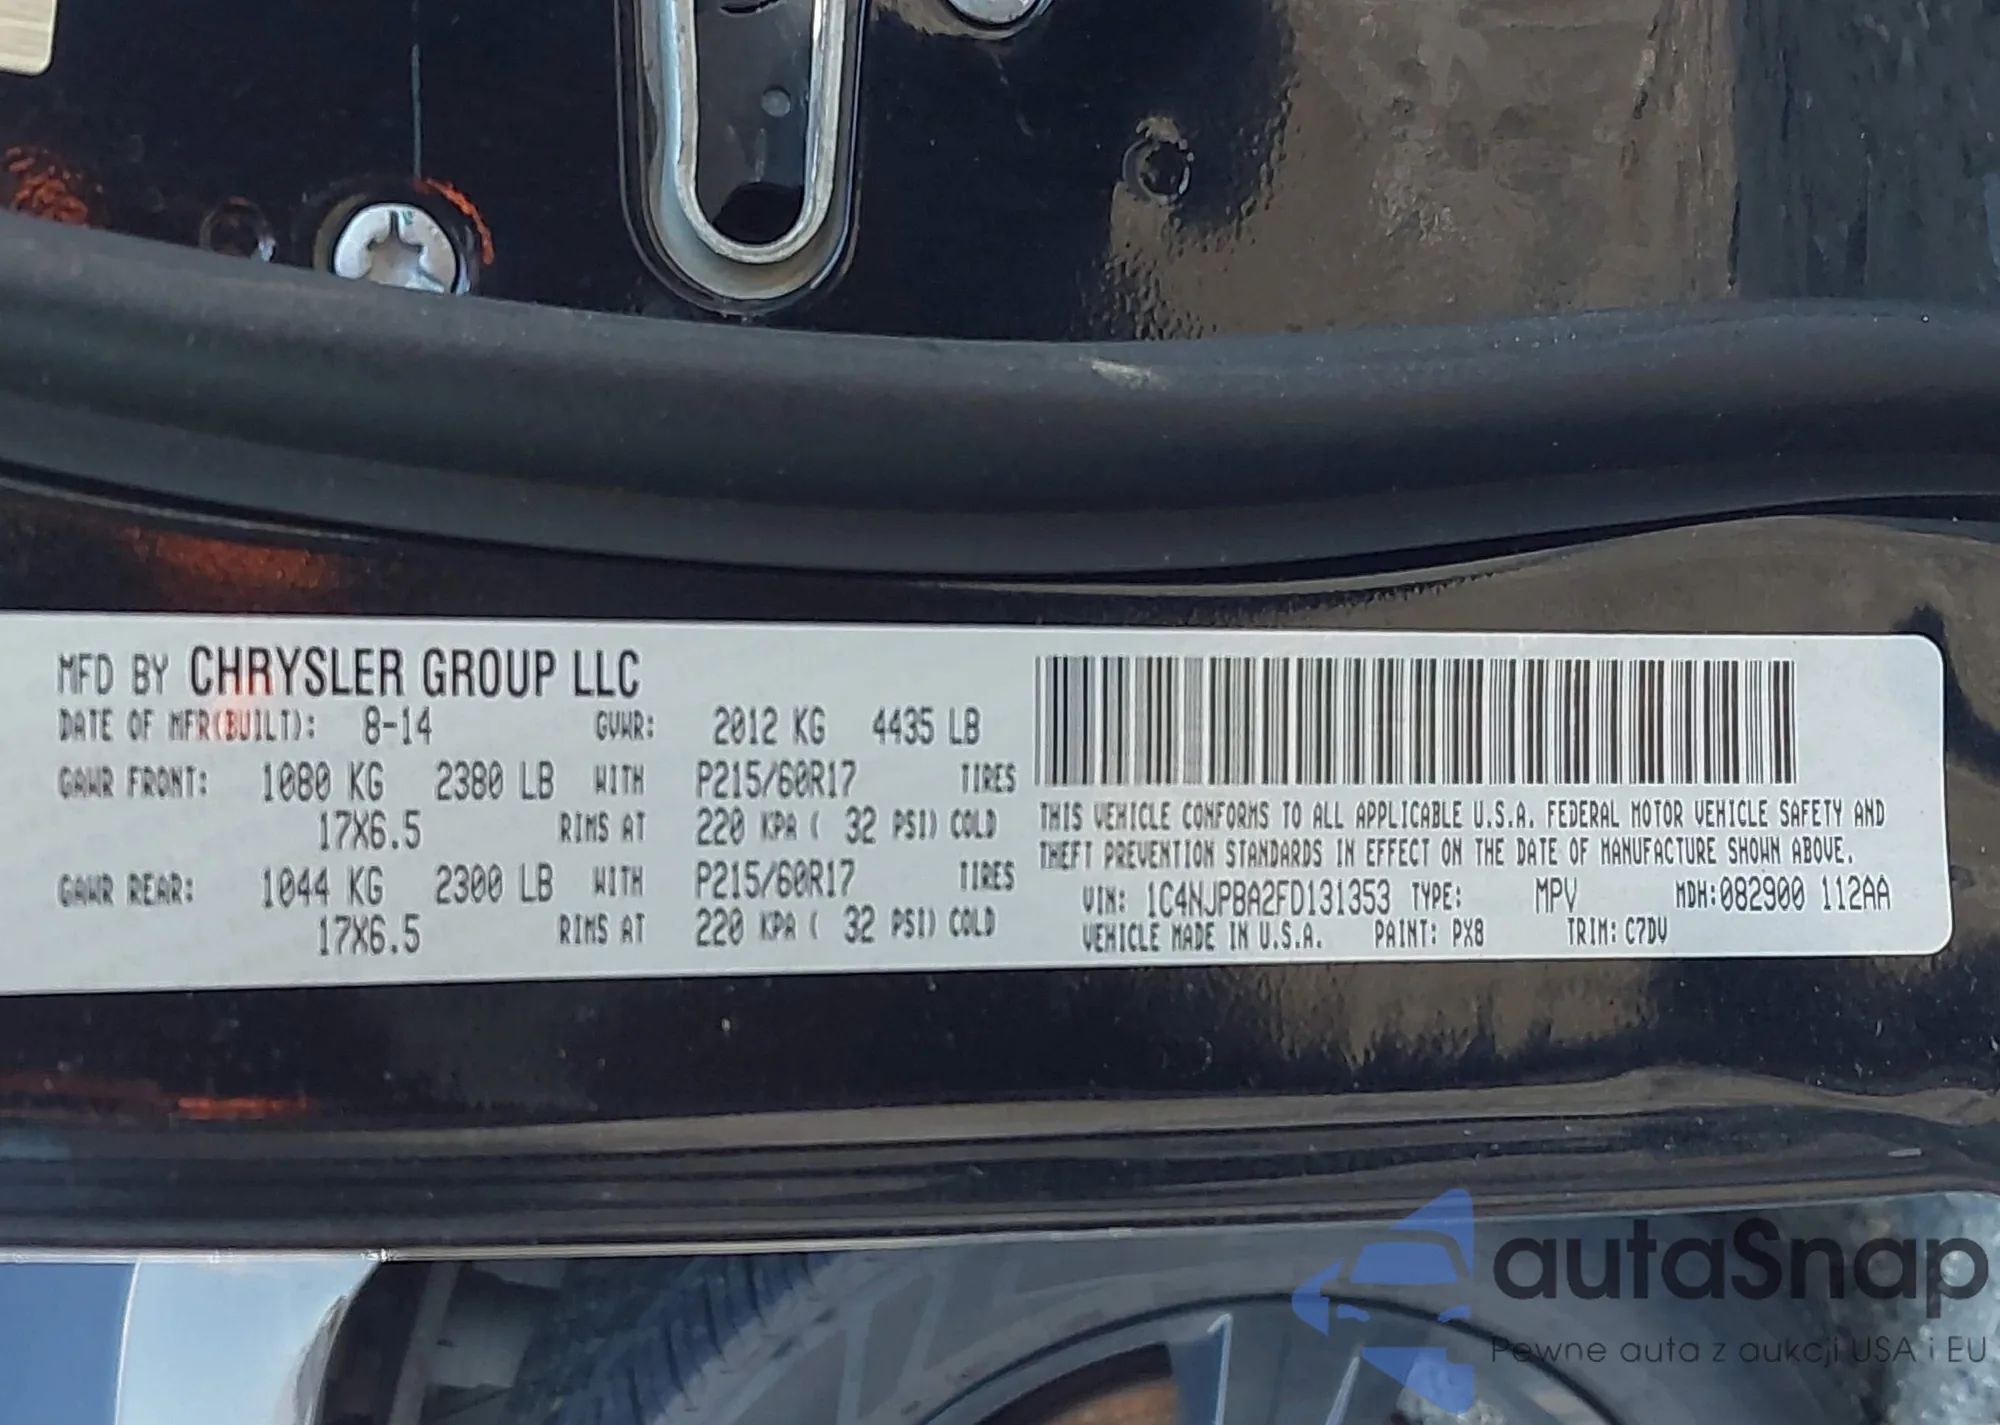 MFD BY CHRYSLER GROUP LLC
DATE OF MFR(BUILT): 8-14 GVWR: 2012 KG 4435 LB
GAWR FRONT: 1080 KG 2380 LB WITH P215/60R17 TIRES
17X6.5 RIMS AT 220 KPA ( 32 PSI) COLD
GAWR REAR: 1044 KG 2300 LB WITH P215/60R17 TIRES
17X6.5 RIMS AT 220 KPA ( 32 PSI) COLD
THIS VEHICLE CONFORMS TO ALL APPLICABLE U.S.A. FEDERAL MOTOR VEHICLE SAFETY AND
THEFT PREVENTION STANDARDS IN EFFECT ON THE DATE OF MANUFACTURE SHOWN ABOVE.
VIN: 1C4NJPBA2FD131353 TYPE: MPV MDH:082900 112AA
VEHICLE MADE IN U.S.A. PAINT: PX8 TRIM: C7DV
autaSnap
Pewne auta z aukcji USA i EU